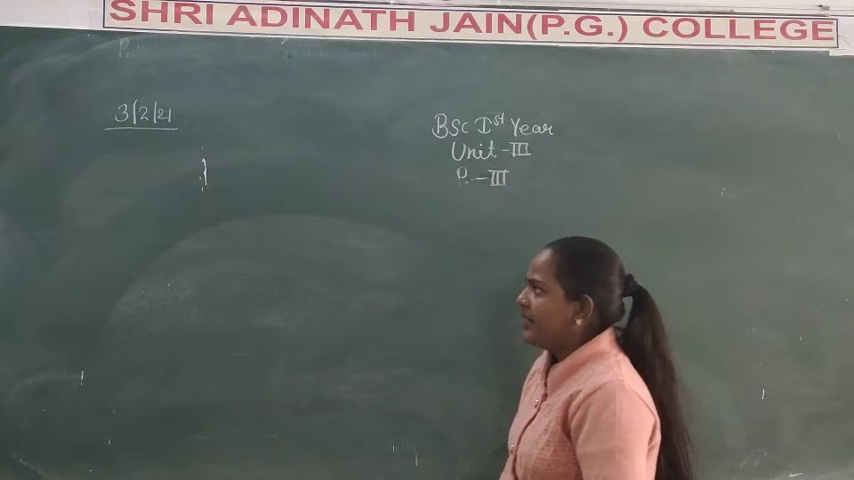 SHRI ADINATH JAIN(P.G.) COLLEGE
3/2/21
BSc Ist Year
Unit-III
P.-III